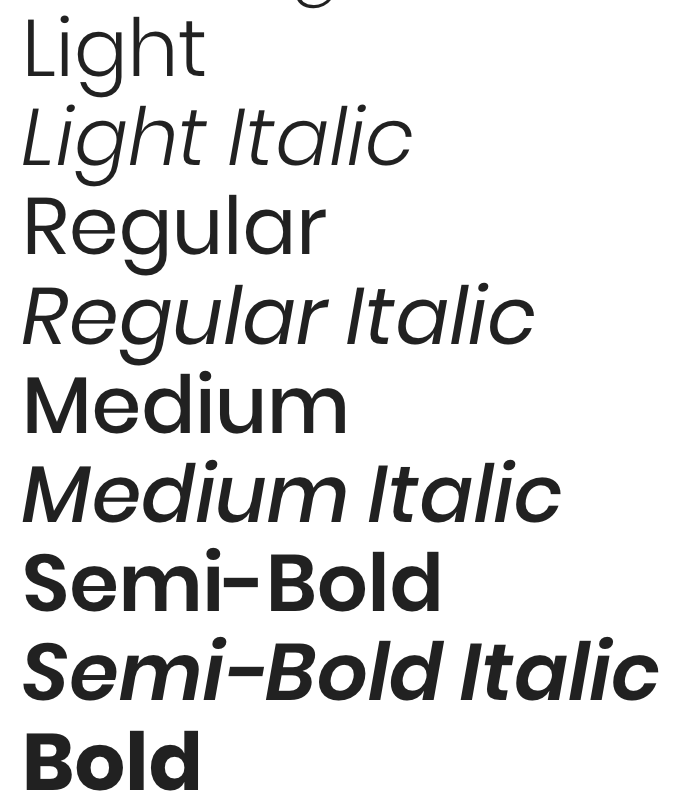 Light
Light Italic
Regular
Regular Italic
Medium
Medium Italic
Semi-Bold
Semi-Bold Italic
Bold